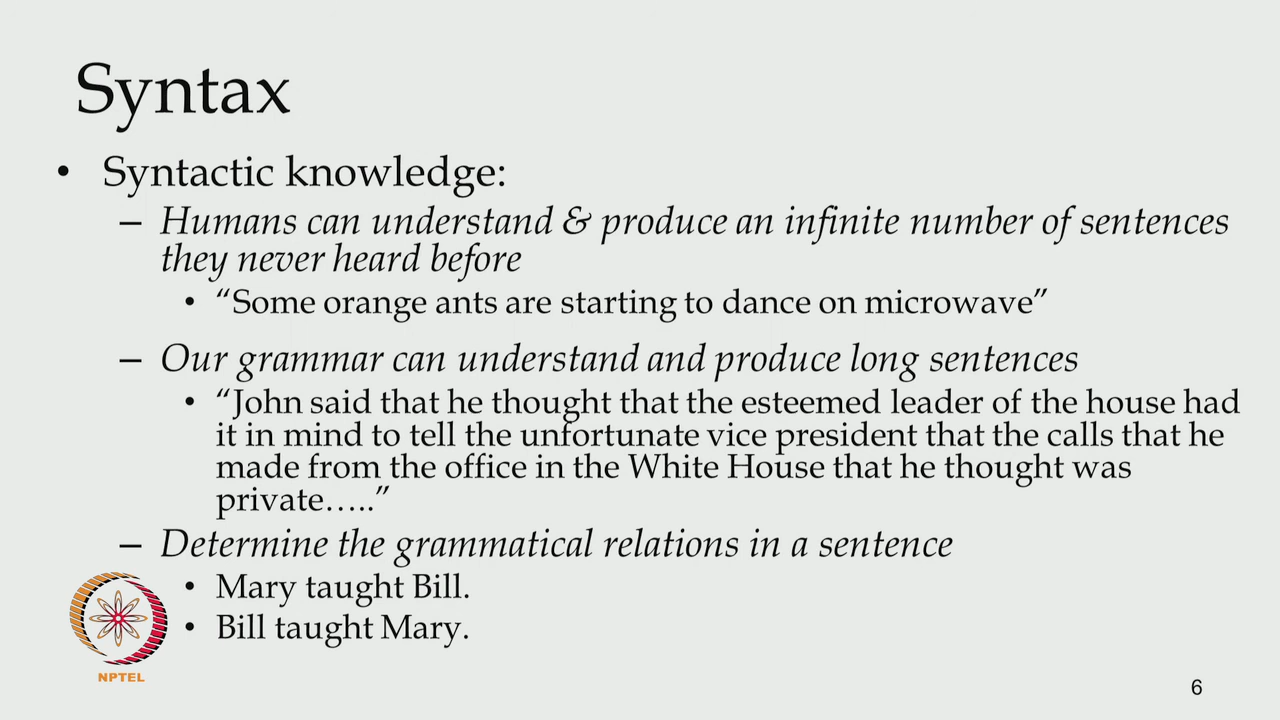 Syntax
• Syntactic knowledge:
– Humans can understand & produce an infinite number of sentences
they never heard before
• “Some orange ants are starting to dance on microwave”
– Our grammar can understand and produce long sentences
• “John said that he thought that the esteemed leader of the house had
it in mind to tell the unfortunate vice president that the calls that he
made from the office in the White House that he thought was
private…..”
– Determine the grammatical relations in a sentence
• Mary taught Bill.
• Bill taught Mary.
NPTEL
6